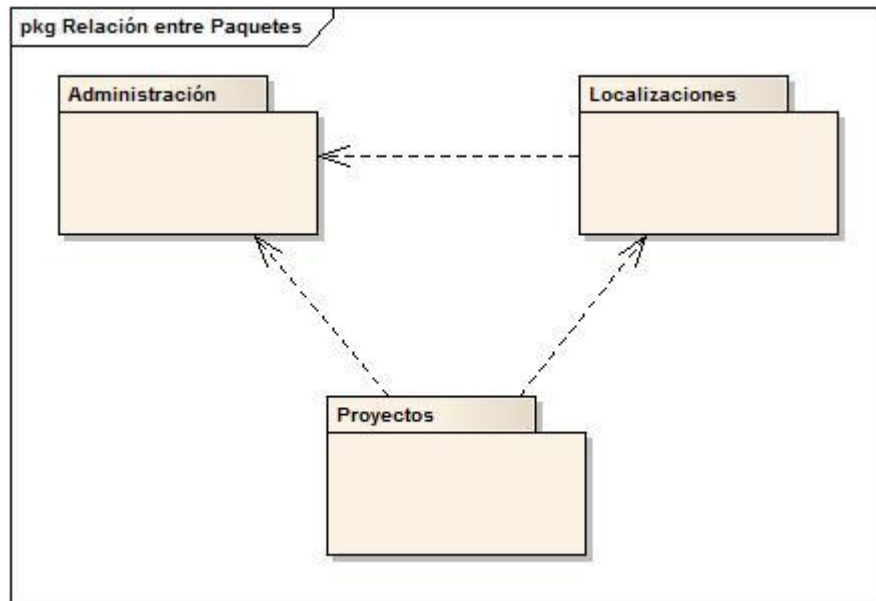 pkg Relación entre Paquetes
Administración
Localizaciones
Proyectos